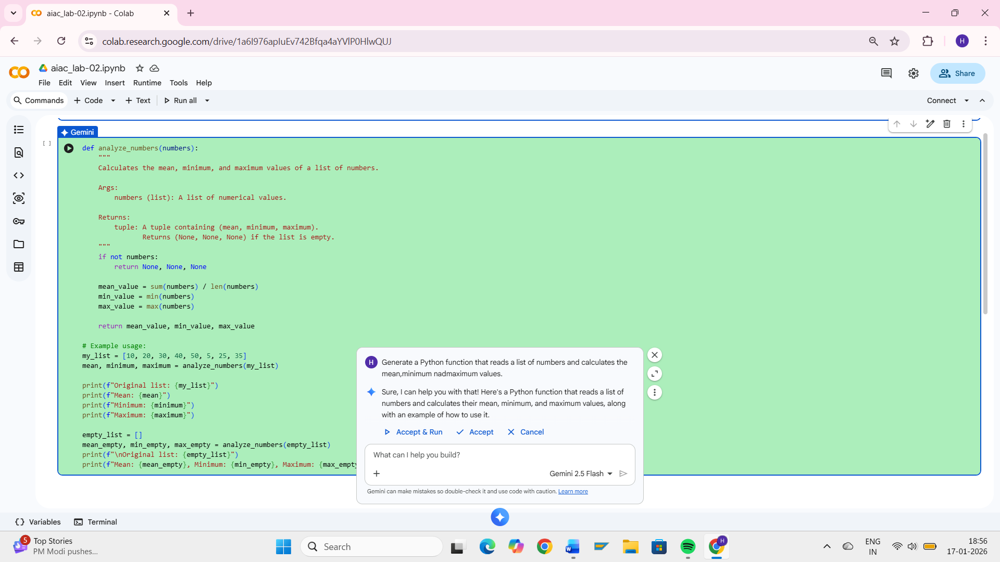 aiac_lab-02.ipynb - Colab
colab.research.google.com/drive/1a6I976apIuEv742Bfqa4aYVlP0HlwQUJ
H
aiac_lab-02.ipynb
File Edit View Insert Runtime Tools Help
Share
Commands + Code + Text Run all
Connect
Gemini
[ ]
def analyze_numbers(numbers):
"""
Calculates the mean, minimum, and maximum values of a list of numbers.
Args:
numbers (list): A list of numerical values.
Returns:
tuple: A tuple containing (mean, minimum, maximum).
Returns (None, None, None) if the list is empty.
"""
if not numbers:
return None, None, None
mean_value = sum(numbers) / len(numbers)
min_value = min(numbers)
max_value = max(numbers)
return mean_value, min_value, max_value
# Example usage:
my_list = [10, 20, 30, 40, 50, 5, 25, 35]
mean, minimum, maximum = analyze_numbers(my_list)
print(f"Original list: {my_list}")
print(f"Mean: {mean}")
print(f"Minimum: {minimum}")
print(f"Maximum: {maximum}")
empty_list = []
mean_empty, min_empty, max_empty = analyze_numbers(empty_list)
print(f"\nOriginal list: {empty_list}")
print(f"Mean: {mean_empty}, Minimum: {min_empty}, Maximum: {max_empty
H
Generate a Python function that reads a list of numbers and calculates the
mean,minimum nadmaximum values.
Sure, I can help you with that! Here's a Python function that reads a list of
numbers and calculates their mean, minimum, and maximum values, along
with an example of how to use it.
Accept & Run Accept Cancel
What can I help you build?
Gemini 2.5 Flash
Gemini can make mistakes so double-check it and use code with caution. Learn more
Variables Terminal
5
Top Stories
PM Modi pushes...
Search
W
H
ENG
IN
18:56
17-01-2026